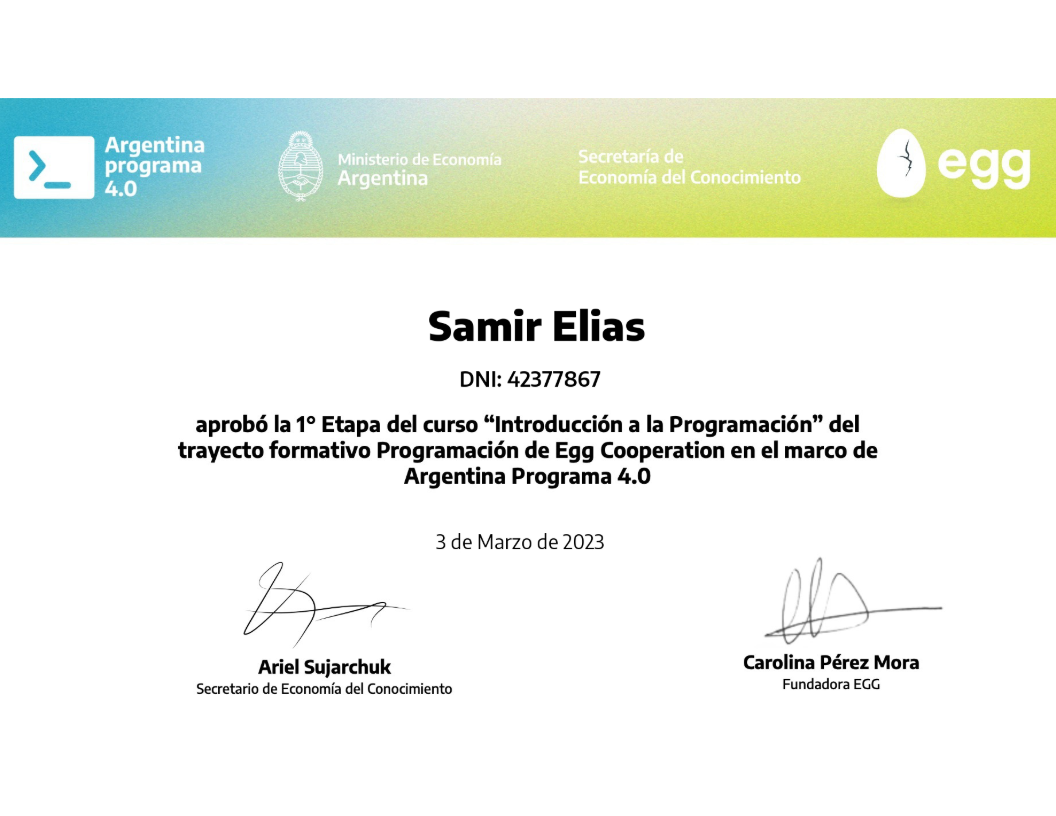 Argentina
programa
4.0
Ministerio de Economía
Argentina
Secretaría de
Economía del Conocimiento
egg
Samir Elias
DNI: 42377867
aprobó la 1° Etapa del curso “Introducción a la Programación” del
trayecto formativo Programación de Egg Cooperation en el marco de
Argentina Programa 4.0
3 de Marzo de 2023
Ariel Sujarchuk
Secretario de Economía del Conocimiento
Carolina Pérez Mora
Fundadora EGG